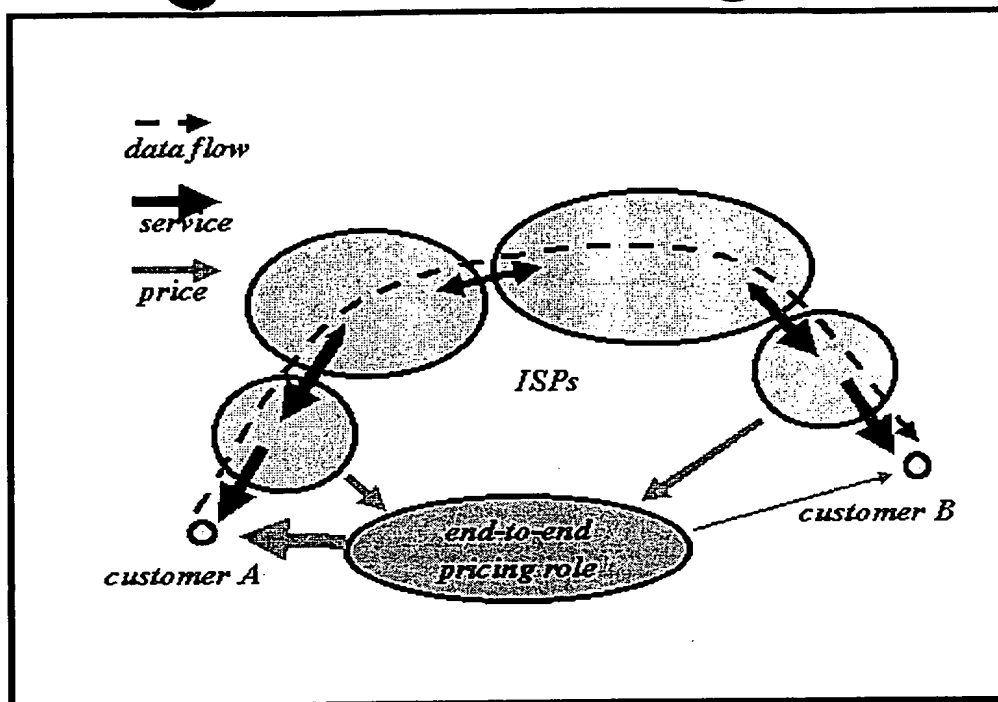 data flow
service
price
ISPs
customer B
end-to-end
pricing role
customer A